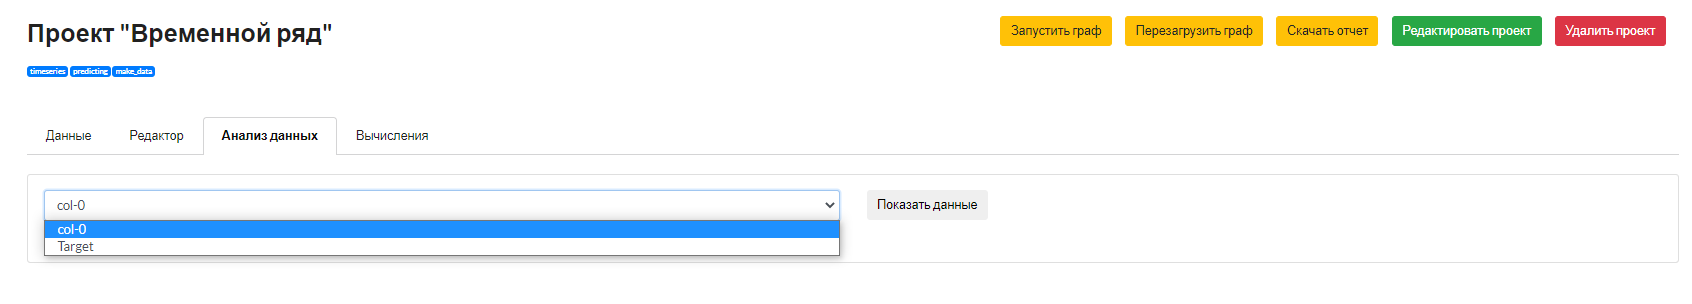 Проект "Временной ряд"
Запустить граф Перезагрузить граф Скачать отчет Редактировать проект Удалить проект
timeseries predicting make_data
Данные Редактор Анализ данных Вычисления
col-0 Показать данные
col-0
Target